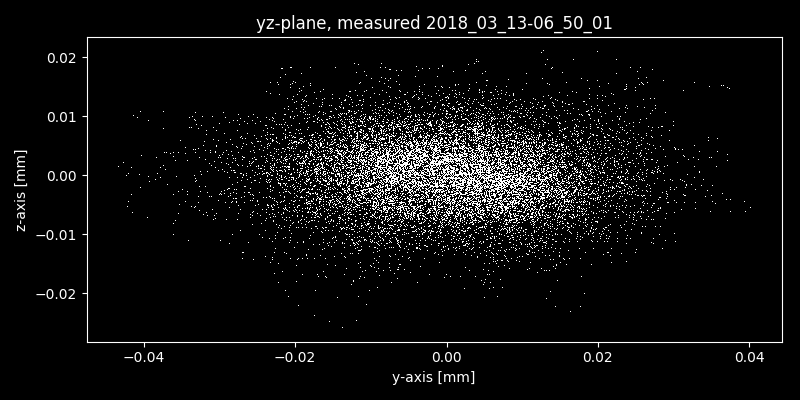 yz-plane, measured 2018_03_13-06_50_01
0.02
0.01
0.00
−0.01
−0.02
z-axis [mm]
−0.04 −0.02 0.00 0.02 0.04
y-axis [mm]